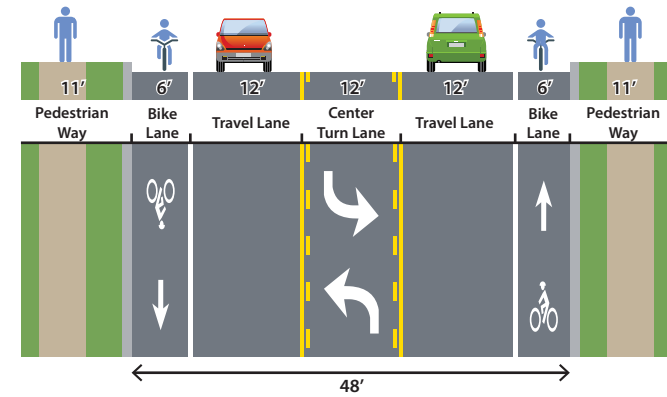 11’ 6’ 12’ 12’ 12’ 6’ 11’
Pedestrian Way
Bike Lane
Travel Lane
Center Turn Lane
Travel Lane
Bike Lane
Pedestrian Way
48’